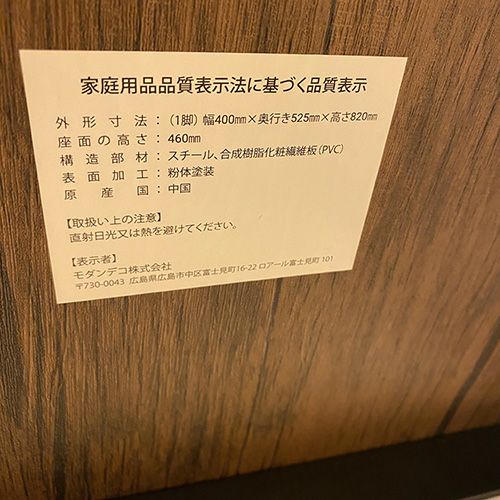 家庭用品品質表示法に基づく品質表示
外形寸法：（1脚）幅400㎜×奥行き525㎜×高さ820㎜
座面の高さ：460㎜
構造部材：スチール、合成樹脂化粧繊維板（PVC）
表面加工：粉体塗装
原産国：中国
【取扱い上の注意】
直射日光又は熱を避けてください。
【表示者】
モダンデコ株式会社
〒730-0043 広島県広島市中区富士見町16-22 ロアール富士見町 101